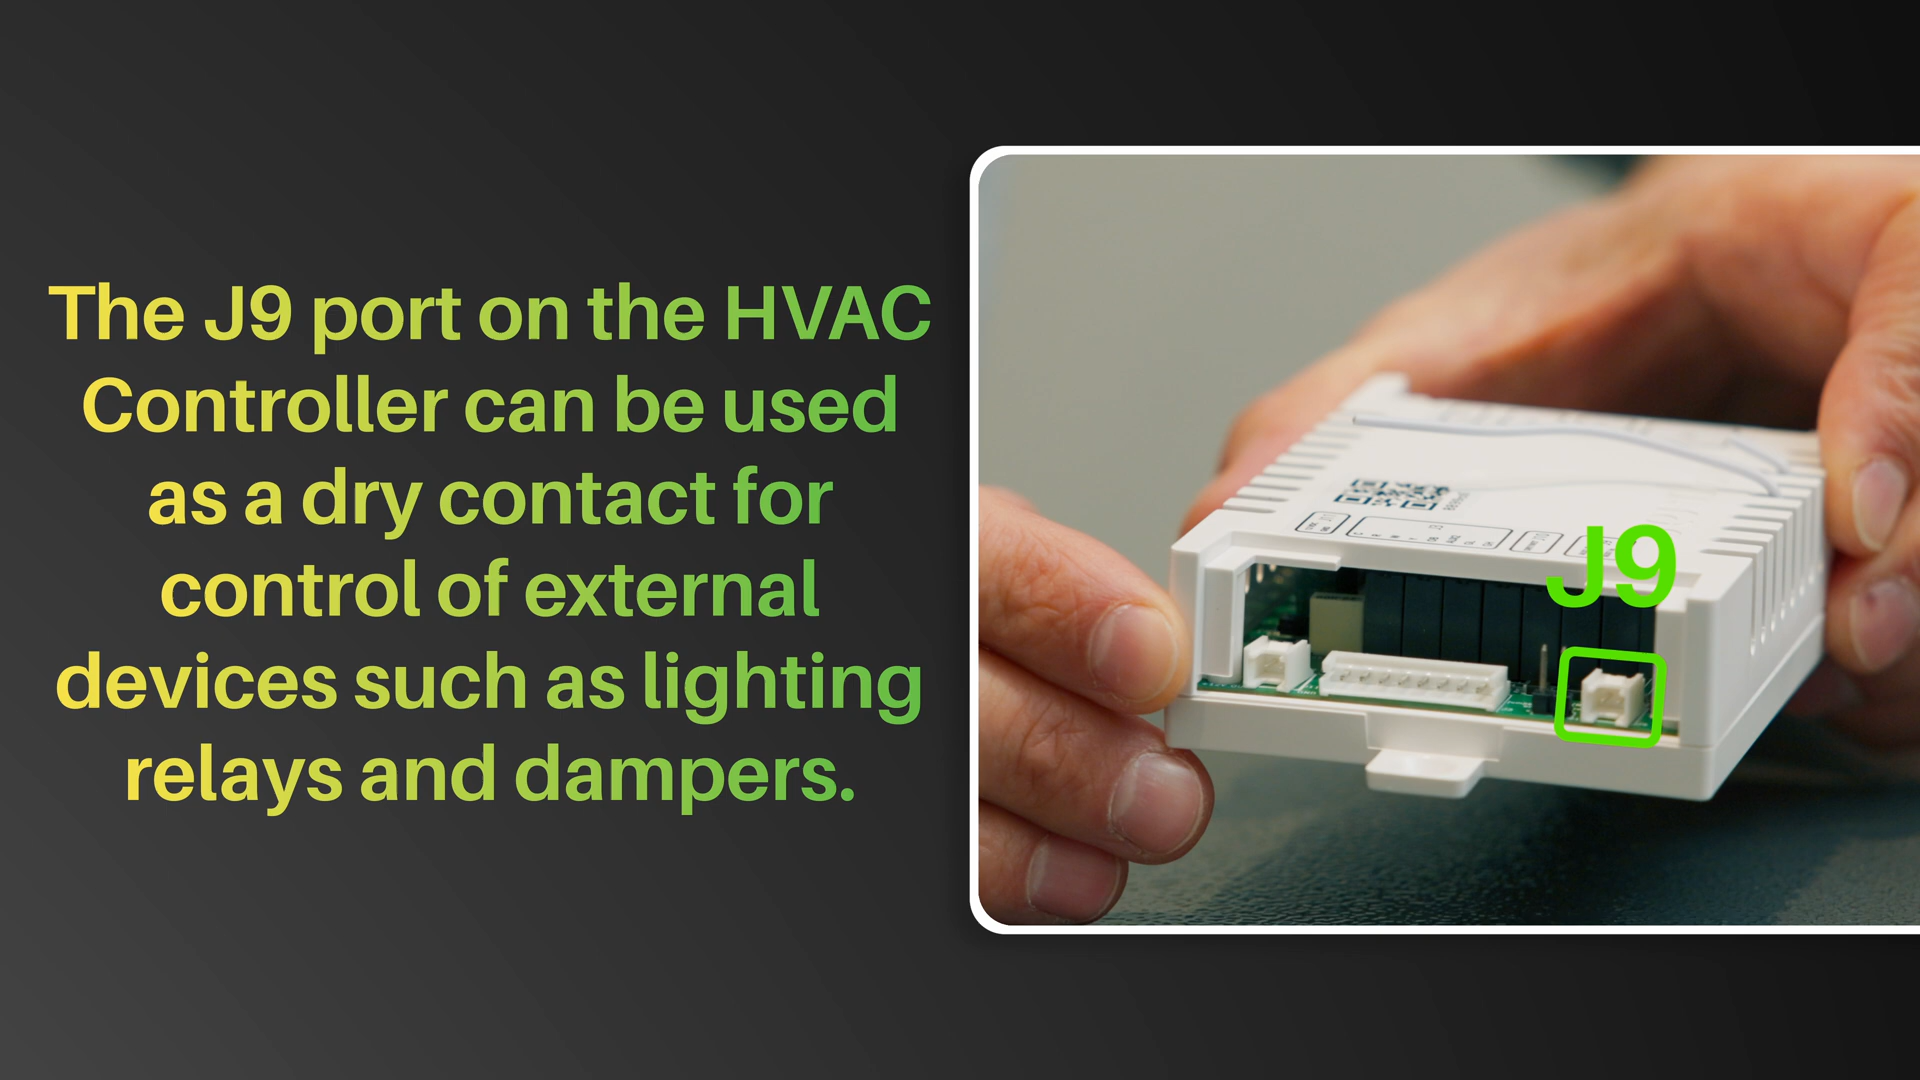 The J9 port on the HVAC
Controller can be used
as a dry contact for
control of external
devices such as lighting
relays and dampers.
J9